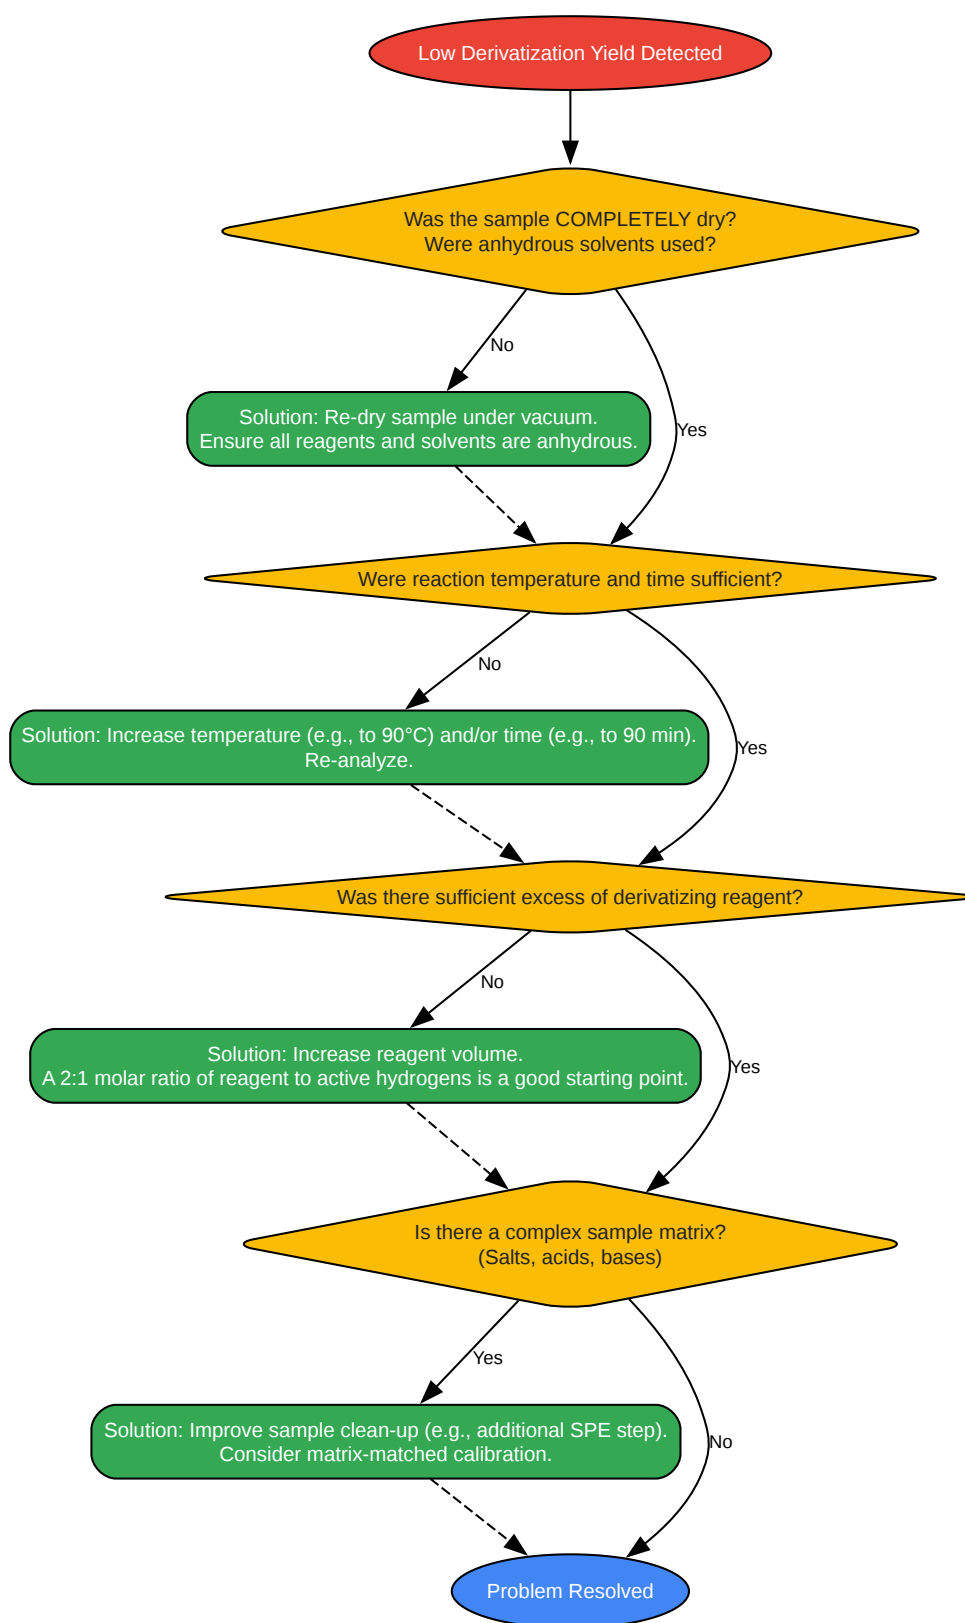 Low Derivatization Yield Detected
Was the sample COMPLETELY dry?
Were anhydrous solvents used?
No
Solution: Re-dry sample under vacuum.
Ensure all reagents and solvents are anhydrous.
Yes
Were reaction temperature and time sufficient?
No
Solution: Increase temperature (e.g., to 90°C) and/or time (e.g., to 90 min).
Re-analyze.
Yes
Was there sufficient excess of derivatizing reagent?
No
Solution: Increase reagent volume.
A 2:1 molar ratio of reagent to active hydrogens is a good starting point.
Yes
Is there a complex sample matrix?
(Salts, acids, bases)
Yes
Solution: Improve sample clean-up (e.g., additional SPE step).
Consider matrix-matched calibration.
No
Problem Resolved